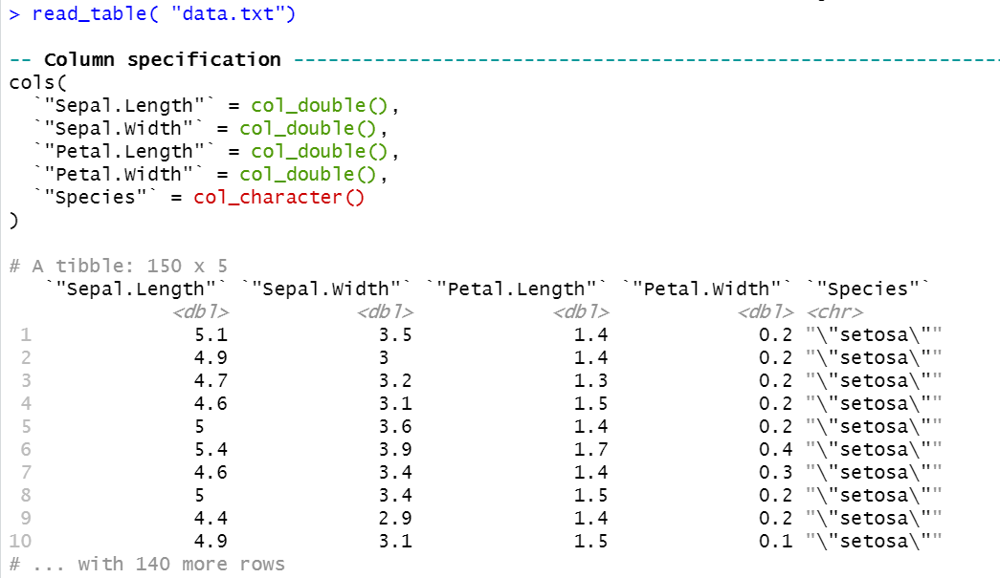 > read_table( "data.txt")
-- Column specification --------------------------------------------------------------
cols(
  `"Sepal.Length"` = col_double(),
  `"Sepal.Width"` = col_double(),
  `"Petal.Length"` = col_double(),
  `"Petal.Width"` = col_double(),
  `"Species"` = col_character()
)
# A tibble: 150 x 5
   `"Sepal.Length"` `"Sepal.Width"` `"Petal.Length"` `"Petal.Width"` `"Species"`
              <dbl>           <dbl>            <dbl>           <dbl> <chr>
 1              5.1             3.5              1.4             0.2 "\"setosa\""
 2              4.9             3                1.4             0.2 "\"setosa\""
 3              4.7             3.2              1.3             0.2 "\"setosa\""
 4              4.6             3.1              1.5             0.2 "\"setosa\""
 5              5               3.6              1.4             0.2 "\"setosa\""
 6              5.4             3.9              1.7             0.4 "\"setosa\""
 7              4.6             3.4              1.4             0.3 "\"setosa\""
 8              5               3.4              1.5             0.2 "\"setosa\""
 9              4.4             2.9              1.4             0.2 "\"setosa\""
10              4.9             3.1              1.5             0.1 "\"setosa\""
# ... with 140 more rows